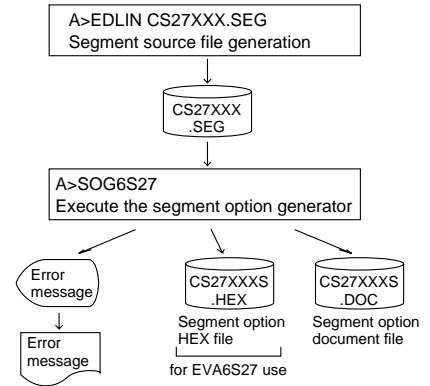 A>EDLIN CS27XXX.SEG
Segment source file generation
CS27XXX
.SEG
A>SOG6S27
Execute the segment option generator
Error
message
CS27XXXS
.HEX
CS27XXXS
.DOC
Segment option
HEX file
Segment option
document file
Error
message
for EVA6S27 use